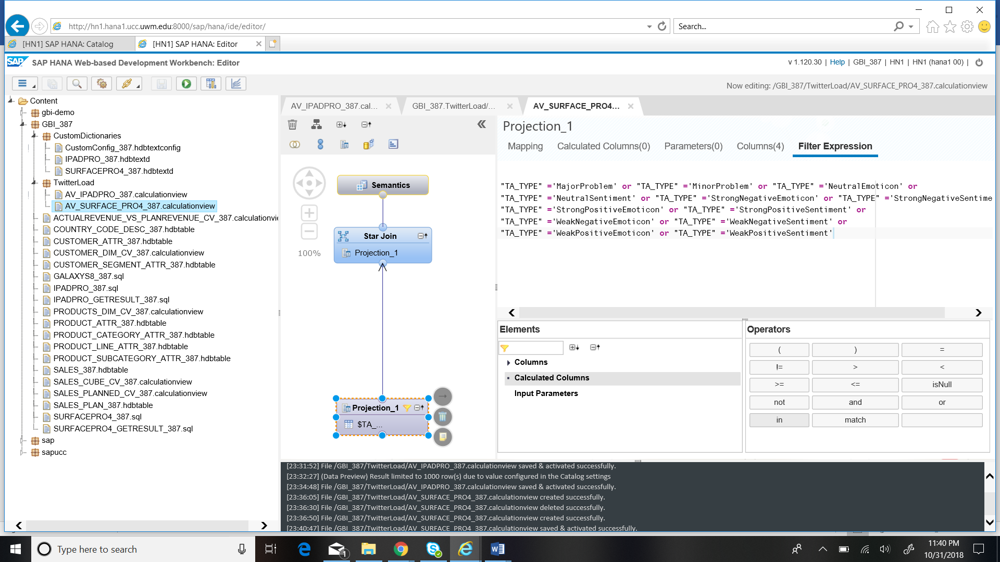 http://hn1.hana1.ucc.uwm.edu:8000/sap/hana/ide/editor/
Search...
[HN1] SAP HANA: Catalog
[HN1] SAP HANA: Editor
SAP
SAP HANA Web-based Development Workbench: Editor
v 1.120.30 | Help | GBI_387 | HN1 | HN1 (hana1 00) |
Now editing: /GBI_387/TwitterLoad/AV_SURFACE_PRO4_387.calculationview
Content
gbi-demo
GBI_387
CustomDictionaries
CustomConfig_387.hdbtextconfig
IPADPRO_387.hdbtextd
SURFACEPRO4_387.hdbtextd
TwitterLoad
AV_IPADPRO_387.calculationview
AV_SURFACE_PRO4_387.calculationview
ACTUALREVENUE_VS_PLANREVENUE_CV_387.calculationvi
COUNTRY_CODE_DESC_387.hdbtable
CUSTOMER_ATTR_387.hdbtable
CUSTOMER_DIM_CV_387.calculationview
CUSTOMER_SEGMENT_ATTR_387.hdbtable
GALAXYS8_387.sql
IPADPRO_387.sql
IPADPRO_GETRESULT_387.sql
PRODUCTS_DIM_CV_387.calculationview
PRODUCT_ATTR_387.hdbtable
PRODUCT_CATEGORY_ATTR_387.hdbtable
PRODUCT_LINE_ATTR_387.hdbtable
PRODUCT_SUBCATEGORY_ATTR_387.hdbtable
SALES_387.hdbtable
SALES_CUBE_CV_387.calculationview
SALES_PLANNED_CV_387.calculationview
SALES_PLAN_387.hdbtable
SURFACEPRO4_387.sql
SURFACEPRO4_GETRESULT_387.sql
sap
sapucc
AV_IPADPRO_387.cal...
GBI_387.TwitterLoad/...
AV_SURFACE_PRO4...
100%
Semantics
Star Join
Projection_1
Projection_1
$TA_...
Projection_1
Mapping
Calculated Columns(0)
Parameters(0)
Columns(4)
Filter Expression
"TA_TYPE" ='MajorProblem' or "TA_TYPE" ='MinorProblem' or "TA_TYPE" ='NeutralEmoticon' or
"TA_TYPE" ='NeutralSentiment' or "TA_TYPE" ='StrongNegativeEmoticon' or "TA_TYPE" ='StrongNegativeSentime
"TA_TYPE" ='StrongPositiveEmoticon' or "TA_TYPE" ='StrongPositiveSentiment' or
"TA_TYPE" ='WeakNegativeEmoticon' or "TA_TYPE" ='WeakNegativeSentiment' or
"TA_TYPE" ='WeakPositiveEmoticon' or "TA_TYPE" ='WeakPositiveSentiment'
Elements
Columns
Calculated Columns
Input Parameters
Operators
( ) =
!= > <
>= <= isNull
not and or
in match
[23:31:52] File /GBI_387/TwitterLoad/AV_IPADPRO_387.calculationview saved & activated successfully.
[23:32:27] (Data Preview) Result limited to 1000 row(s) due to value configured in the Catalog settings
[23:34:48] File /GBI_387/TwitterLoad/AV_IPADPRO_387.calculationview saved & activated successfully.
[23:36:05] File /GBI_387/TwitterLoad/AV_SURFACE_PRO4_387.calculationview created successfully.
[23:36:30] File /GBI_387/TwitterLoad/AV_SURFACE_PRO4_387.calculationview deleted successfully.
[23:36:50] File /GBI_387/TwitterLoad/AV_SURFACE_PRO4_387.calculationview created successfully.
[23:40:47] File /GBI_387/TwitterLoad/AV_SURFACE_PRO4_387.calculationview saved & activated successfully.
Type here to search
1
11:40 PM
10/31/2018